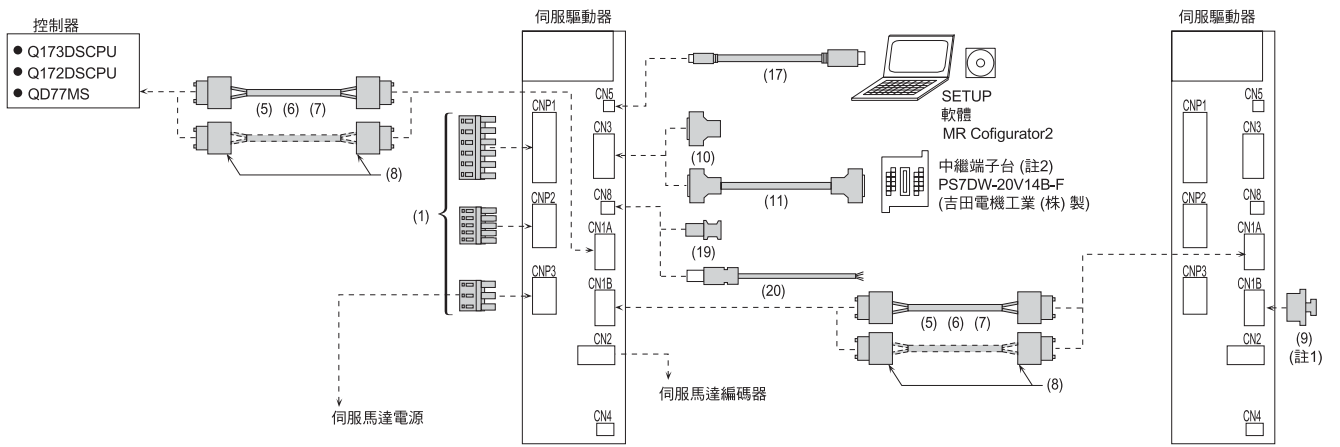 控制器
● Q173DSCPU
● Q172DSCPU
● QD77MS
(5) (6) (7)
(8)
(1)
伺服馬達電源
伺服驅動器
CNP1
CNP2
CNP3
CN5
CN3
CN8
CN1A
CN1B
CN2
CN4
伺服馬達編碼器
(17)
SETUP
軟體
MR Cofigurator2
(10)
(11)
中繼端子台 (註2)
PS7DW-20V14B-F
(吉田電機工業 (株) 製)
(19)
(20)
(5) (6) (7)
(8)
伺服驅動器
CNP1
CNP2
CNP3
CN5
CN3
CN8
CN1A
CN1B
CN2
CN4
(9)
(註1)